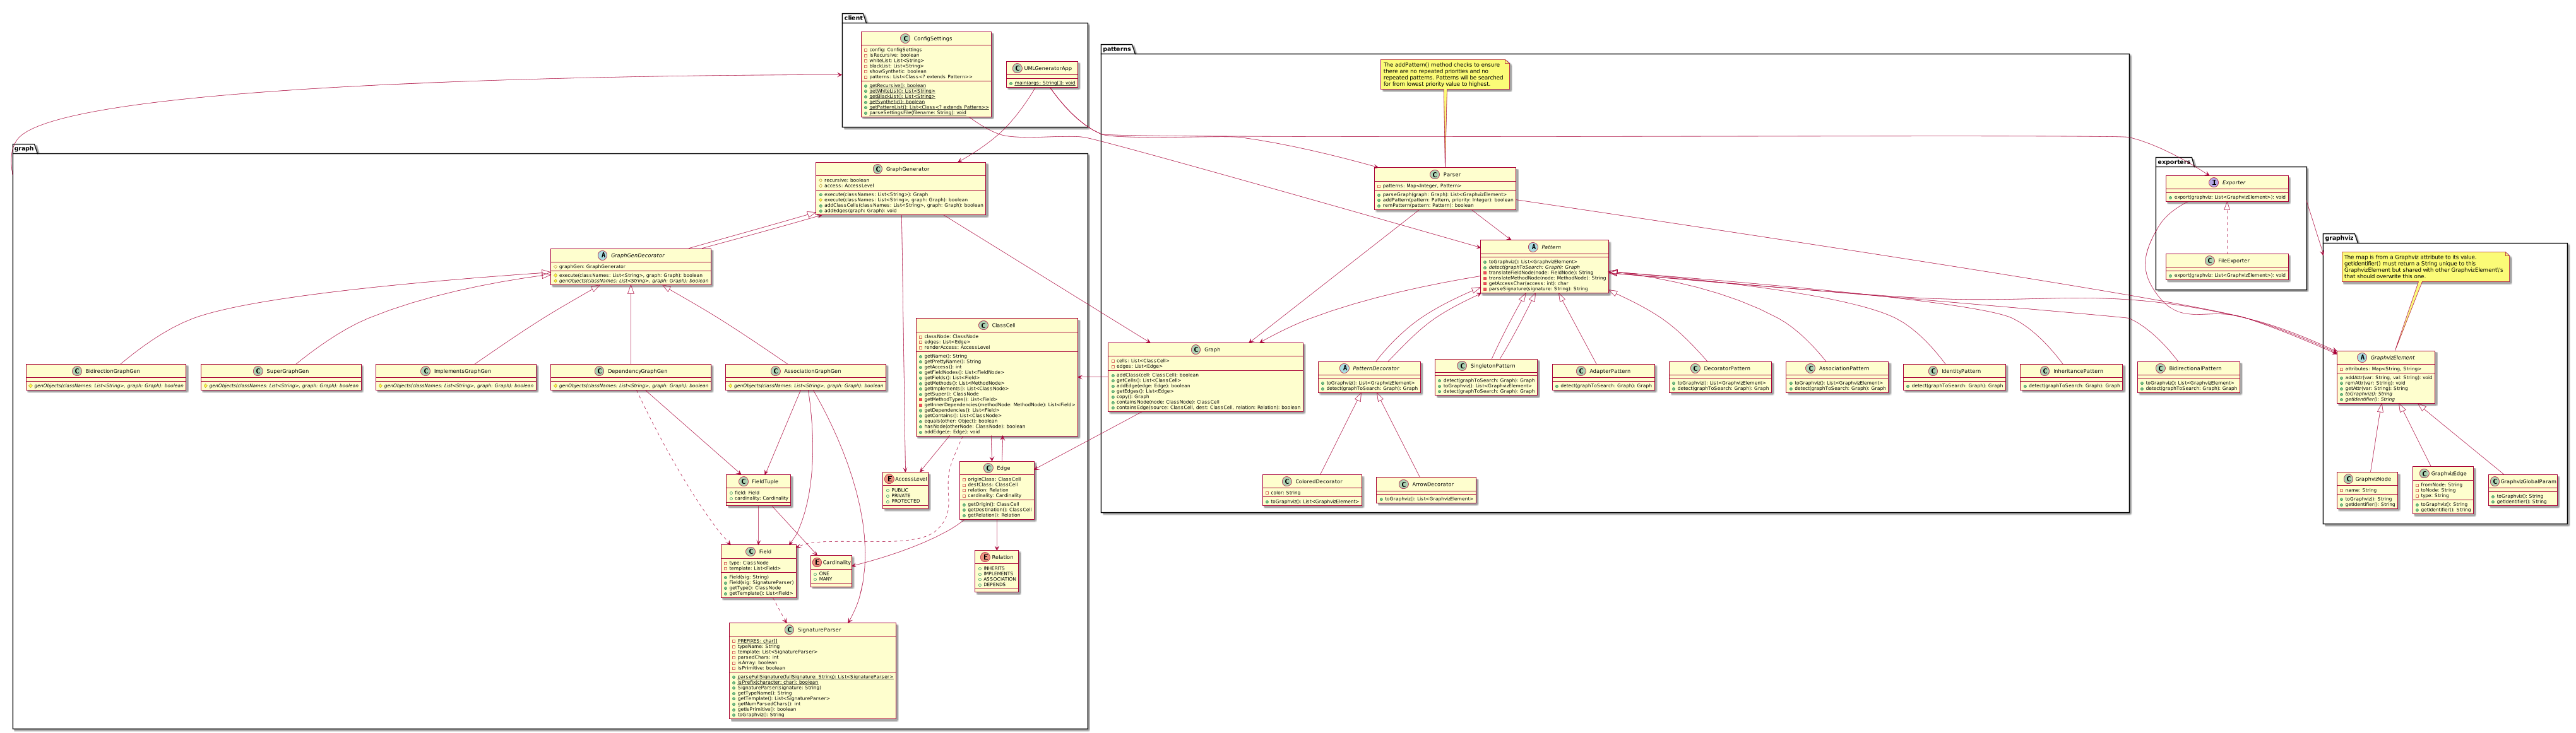 client
ConfigSettings
config: ConfigSettings
isRecursive: boolean
whiteList: List<String>
blackList: List<String>
showSynthetic: boolean
patterns: List<Class<? extends Pattern>>
getRecursive(): boolean
getWhiteList(): List<String>
getBlackList(): List<String>
getSynthetic(): boolean
getPatternList(): List<Class<? extends Pattern>>
parseSettingsFile(filename: String): void
UMLGeneratorApp
main(args: String[]): void
patterns
The addPattern() method checks to ensure
there are no repeated priorities and no
repeated patterns. Patterns will be searched
for from lowest priority value to highest.
Parser
patterns: Map<Integer, Pattern>
parseGraph(graph: Graph): List<GraphvizElement>
addPattern(pattern: Pattern, priority: Integer): boolean
remPattern(pattern: Pattern): boolean
Pattern
toGraphviz(): List<GraphvizElement>
detect(graphToSearch: Graph): Graph
translateFieldNode(node: FieldNode): String
translateMethodNode(node: MethodNode): String
getAccessChar(access: int): char
parseSignature(signature: String): String
Graph
cells: List<ClassCell>
edges: List<Edge>
addClass(cell: ClassCell): boolean
getCells(): List<ClassCell>
addEdge(edge: Edge): boolean
getEdges(): List<Edge>
copy(): Graph
containsNode(node: ClassNode): ClassCell
containsEdge(source: ClassCell, dest: ClassCell, relation: Relation): boolean
PatternDecorator
toGraphviz(): List<GraphvizElement>
detect(graphToSearch: Graph): Graph
SingletonPattern
detect(graphToSearch: Graph): Graph
toGraphviz(): List<GraphvizElement>
detect(graphToSearch: Graph): Graph
AdapterPattern
detect(graphToSearch: Graph): Graph
DecoratorPattern
toGraphviz(): List<GraphvizElement>
detect(graphToSearch: Graph): Graph
AssociationPattern
toGraphviz(): List<GraphvizElement>
detect(graphToSearch: Graph): Graph
IdentityPattern
detect(graphToSearch: Graph): Graph
InheritancePattern
detect(graphToSearch: Graph): Graph
BidirectionalPattern
toGraphviz(): List<GraphvizElement>
detect(graphToSearch: Graph): Graph
ColoredDecorator
color: String
toGraphviz(): List<GraphvizElement>
ArrowDecorator
toGraphviz(): List<GraphvizElement>
exporters
Exporter
export(graphviz: List<GraphvizElement>): void
FileExporter
export(graphviz: List<GraphvizElement>): void
graphviz
The map is from a Graphviz attribute to its value.
getIdentifier() must return a String unique to this
GraphvizElement but shared with other GraphvizElement\'s
that should overwrite this one.
GraphvizElement
attributes: Map<String, String>
addAttr(var: String, val: String): void
remAttr(var: String): void
getAttr(var: String): String
toGraphviz(): String
getIdentifier(): String
GraphvizNode
name: String
toGraphviz(): String
getIdentifier(): String
GraphvizEdge
fromNode: String
toNode: String
type: String
toGraphviz(): String
getIdentifier(): String
GraphvizGlobalParam
toGraphviz(): String
getIdentifier(): String
graph
GraphGenerator
recursive: boolean
access: AccessLevel
execute(classNames: List<String>): Graph
execute(classNames: List<String>, graph: Graph): boolean
addClassCells(classNames: List<String>, graph: Graph): boolean
addEdges(graph: Graph): void
GraphGenDecorator
graphGen: GraphGenerator
execute(classNames: List<String>, graph: Graph): boolean
genObjects(classNames: List<String>, graph: Graph): boolean
BidirectionGraphGen
genObjects(classNames: List<String>, graph: Graph): boolean
SuperGraphGen
genObjects(classNames: List<String>, graph: Graph): boolean
ImplementsGraphGen
genObjects(classNames: List<String>, graph: Graph): boolean
DependencyGraphGen
genObjects(classNames: List<String>, graph: Graph): boolean
AssociationGraphGen
genObjects(classNames: List<String>, graph: Graph): boolean
ClassCell
classNode: ClassNode
edges: List<Edge>
renderAccess: AccessLevel
getName(): String
getPrettyName(): String
getAccess(): int
getFieldNodes(): List<FieldNode>
getFields(): List<Field>
getMethods(): List<MethodNode>
getImplements(): List<ClassNode>
getSuper(): ClassNode
getMethodTypes(): List<Field>
getInnerDependencies(methodNode: MethodNode): List<Field>
getDependencies(): List<Field>
getContains(): List<ClassNode>
equals(other: Object): boolean
hasNode(otherNode: ClassNode): boolean
addEdge(e: Edge): void
AccessLevel
PUBLIC
PRIVATE
PROTECTED
Edge
originClass: ClassCell
destClass: ClassCell
relation: Relation
cardinality: Cardinality
getOrigin(): ClassCell
getDestination(): ClassCell
getRelation(): Relation
FieldTuple
field: Field
cardinality: Cardinality
Field
type: ClassNode
template: List<Field>
Field(sig: String)
Field(sig: SignatureParser)
getType(): ClassNode
getTemplate(): List<Field>
Cardinality
ONE
MANY
Relation
INHERITS
IMPLEMENTS
ASSOCIATION
DEPENDS
SignatureParser
PREFIXES: char[]
typeName: String
template: List<SignatureParser>
parsedChars: int
isArray: boolean
isPrimitive: boolean
parseFullSignature(fullSignature: String): List<SignatureParser>
isPrefix(character: char): boolean
SignatureParser(signature: String)
getTypeName(): String
getTemplate(): List<SignatureParser>
getNumParsedChars(): int
getIsPrimitive(): boolean
toGraphviz(): String